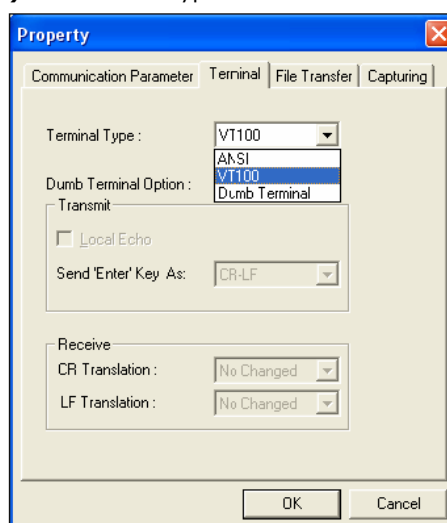 Property
Communication Parameter Terminal File Transfer Capturing
Terminal Type : VT100
ANSI
VT100
Dumb Terminal
Dumb Terminal Option :
Transmit
Local Echo
Send 'Enter' Key As: CR-LF
Receive
CR Translation : No Changed
LF Translation : No Changed
OK Cancel